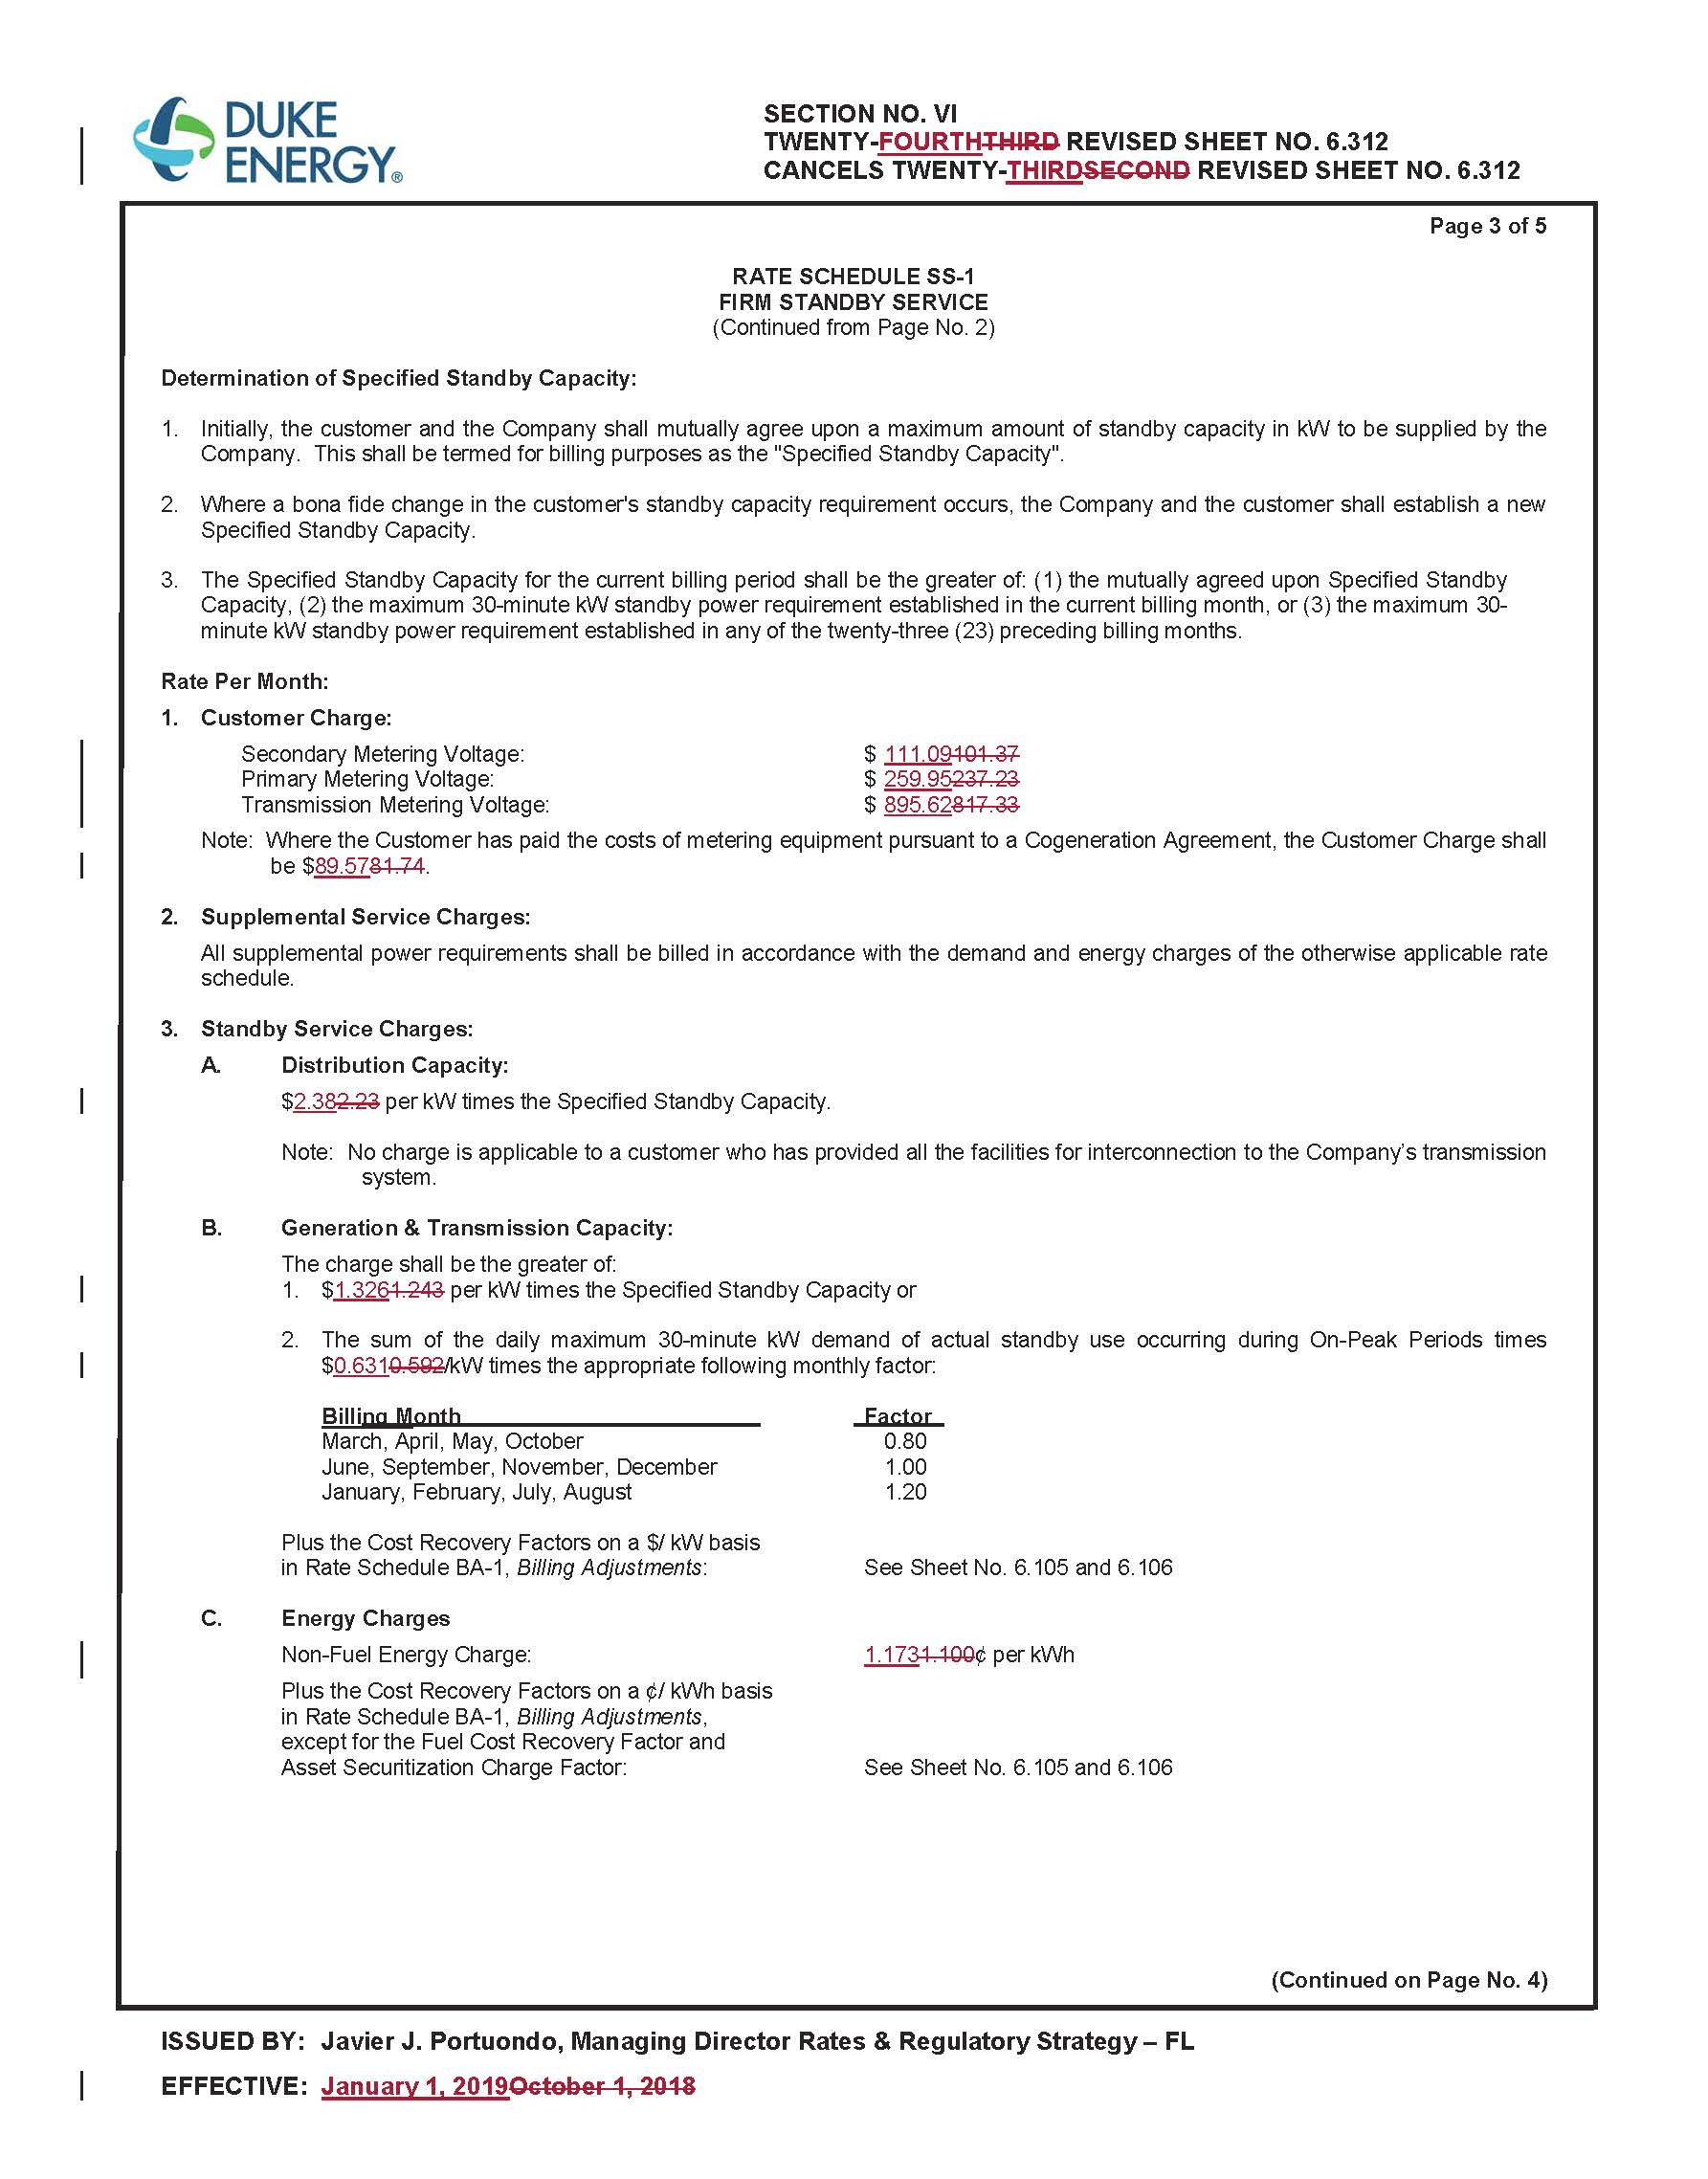 DUKE
ENERGY®
SECTION NO. VI
TWENTY-FOURTHTHIRD REVISED SHEET NO. 6.312
CANCELS TWENTY-THIRDSECOND REVISED SHEET NO. 6.312
Page 3 of 5
RATE SCHEDULE SS-1
FIRM STANDBY SERVICE
(Continued from Page No. 2)
Determination of Specified Standby Capacity:
1. Initially, the customer and the Company shall mutually agree upon a maximum amount of standby capacity in kW to be supplied by the
Company. This shall be termed for billing purposes as the "Specified Standby Capacity".
2. Where a bona fide change in the customer's standby capacity requirement occurs, the Company and the customer shall establish a new
Specified Standby Capacity.
3. The Specified Standby Capacity for the current billing period shall be the greater of: (1) the mutually agreed upon Specified Standby
Capacity, (2) the maximum 30-minute kW standby power requirement established in the current billing month, or (3) the maximum 30-
minute kW standby power requirement established in any of the twenty-three (23) preceding billing months.
Rate Per Month:
1. Customer Charge:
Secondary Metering Voltage: $ 111.09101.37
Primary Metering Voltage: $ 259.95237.23
Transmission Metering Voltage: $ 895.62817.33
Note: Where the Customer has paid the costs of metering equipment pursuant to a Cogeneration Agreement, the Customer Charge shall
be $89.5781.74.
2. Supplemental Service Charges:
All supplemental power requirements shall be billed in accordance with the demand and energy charges of the otherwise applicable rate
schedule.
3. Standby Service Charges:
A. Distribution Capacity:
$2.382.23 per kW times the Specified Standby Capacity.
Note: No charge is applicable to a customer who has provided all the facilities for interconnection to the Company's transmission
system.
B. Generation & Transmission Capacity:
The charge shall be the greater of:
1. $1.3261.243 per kW times the Specified Standby Capacity or
2. The sum of the daily maximum 30-minute kW demand of actual standby use occurring during On-Peak Periods times
$0.6310.592/kW times the appropriate following monthly factor:
Billing Month Factor
March, April, May, October 0.80
June, September, November, December 1.00
January, February, July, August 1.20
Plus the Cost Recovery Factors on a $/ kW basis
in Rate Schedule BA-1, Billing Adjustments: See Sheet No. 6.105 and 6.106
C. Energy Charges
Non-Fuel Energy Charge: 1.1731.100¢ per kWh
Plus the Cost Recovery Factors on a ¢/ kWh basis
in Rate Schedule BA-1, Billing Adjustments,
except for the Fuel Cost Recovery Factor and
Asset Securitization Charge Factor: See Sheet No. 6.105 and 6.106
(Continued on Page No. 4)
ISSUED BY: Javier J. Portuondo, Managing Director Rates & Regulatory Strategy – FL
EFFECTIVE: January 1, 2019October 1, 2018